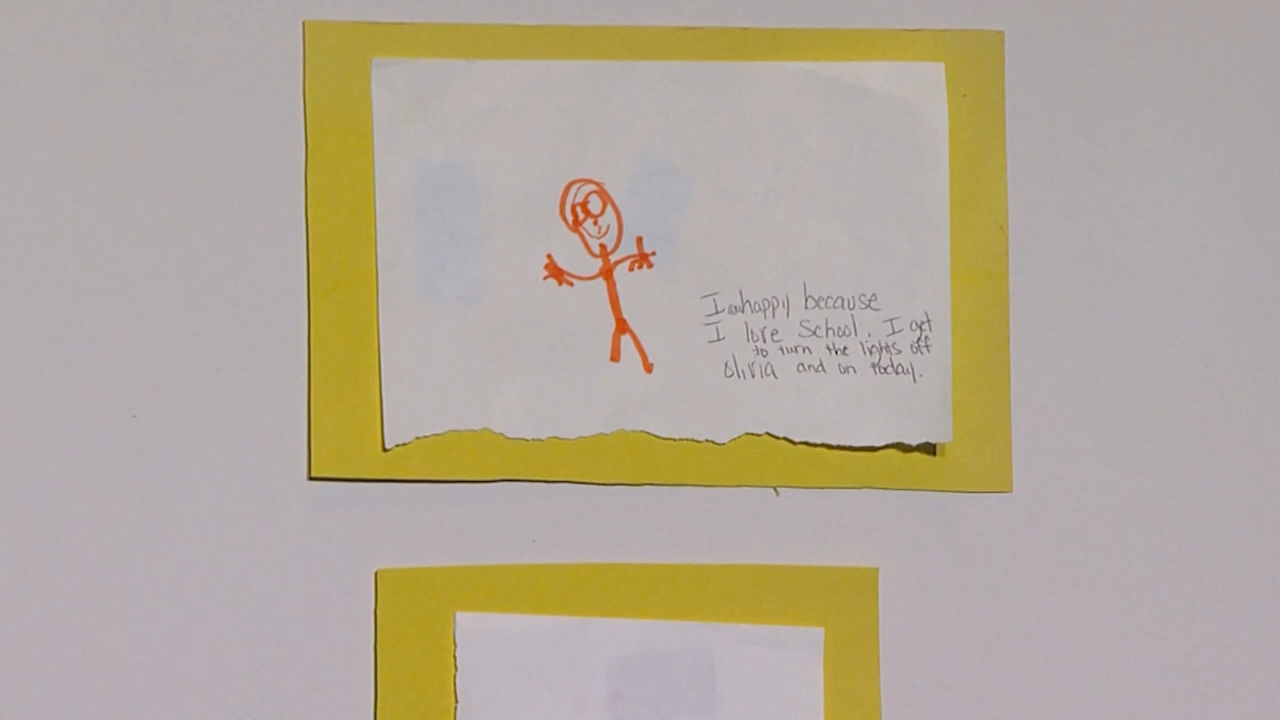 I am happy because
I love School. I get
to turn the lights off
olivia and on today.